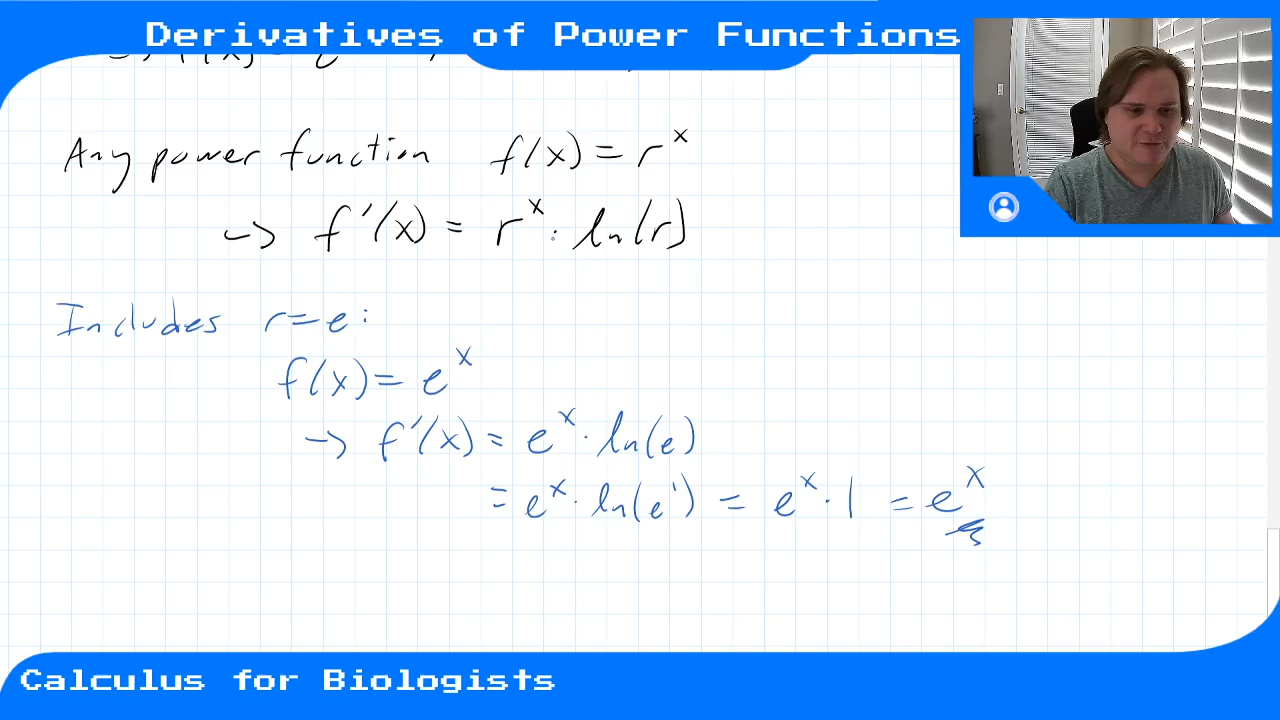 Derivatives of Power Functions
Any power function f(x) = r^x
→ f'(x) = r^x · ln(r)
Includes r=e:
f(x) = e^x
→ f'(x) = e^x · ln(e)
= e^x · ln(e^1) = e^x · 1 = e^x
Calculus for Biologists